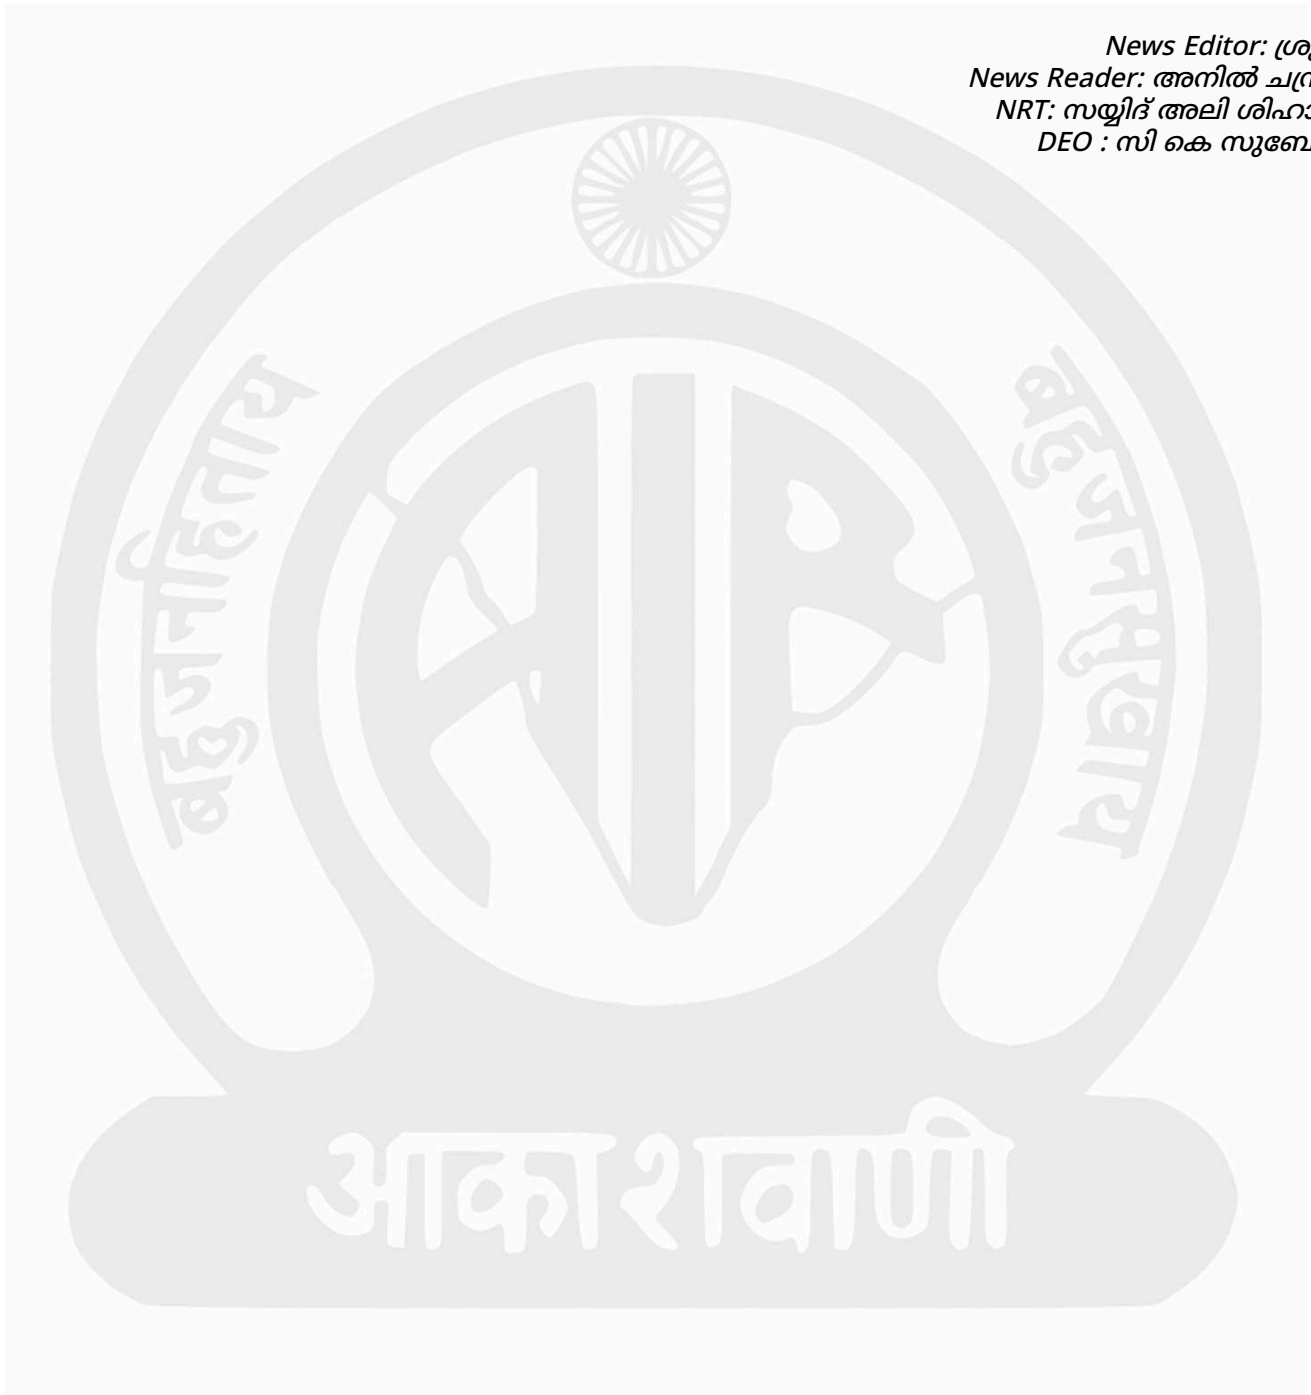 News Editor:
News Reader: അനിൽ
NRT: സയ്യിദ് അലി
DEO : സി കെ
बहुजनहिताय
बहुजनसुखाय
आकाशवाणी